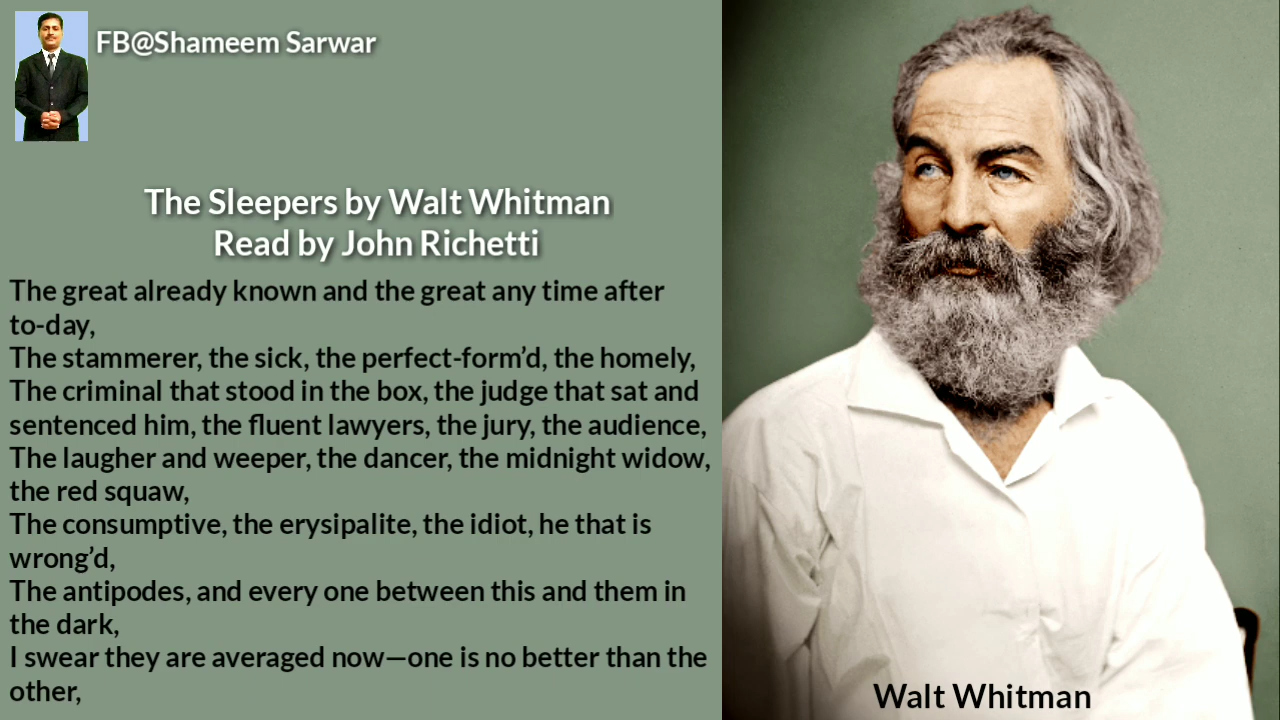 FB@Shameem Sarwar
The Sleepers by Walt Whitman
Read by John Richetti
The great already known and the great any time after
to-day,
The stammerer, the sick, the perfect-form’d, the homely,
The criminal that stood in the box, the judge that sat and
sentenced him, the fluent lawyers, the jury, the audience,
The laugher and weeper, the dancer, the midnight widow,
the red squaw,
The consumptive, the erysipalite, the idiot, he that is
wrong’d,
The antipodes, and every one between this and them in
the dark,
I swear they are averaged now—one is no better than the
other,
Walt Whitman